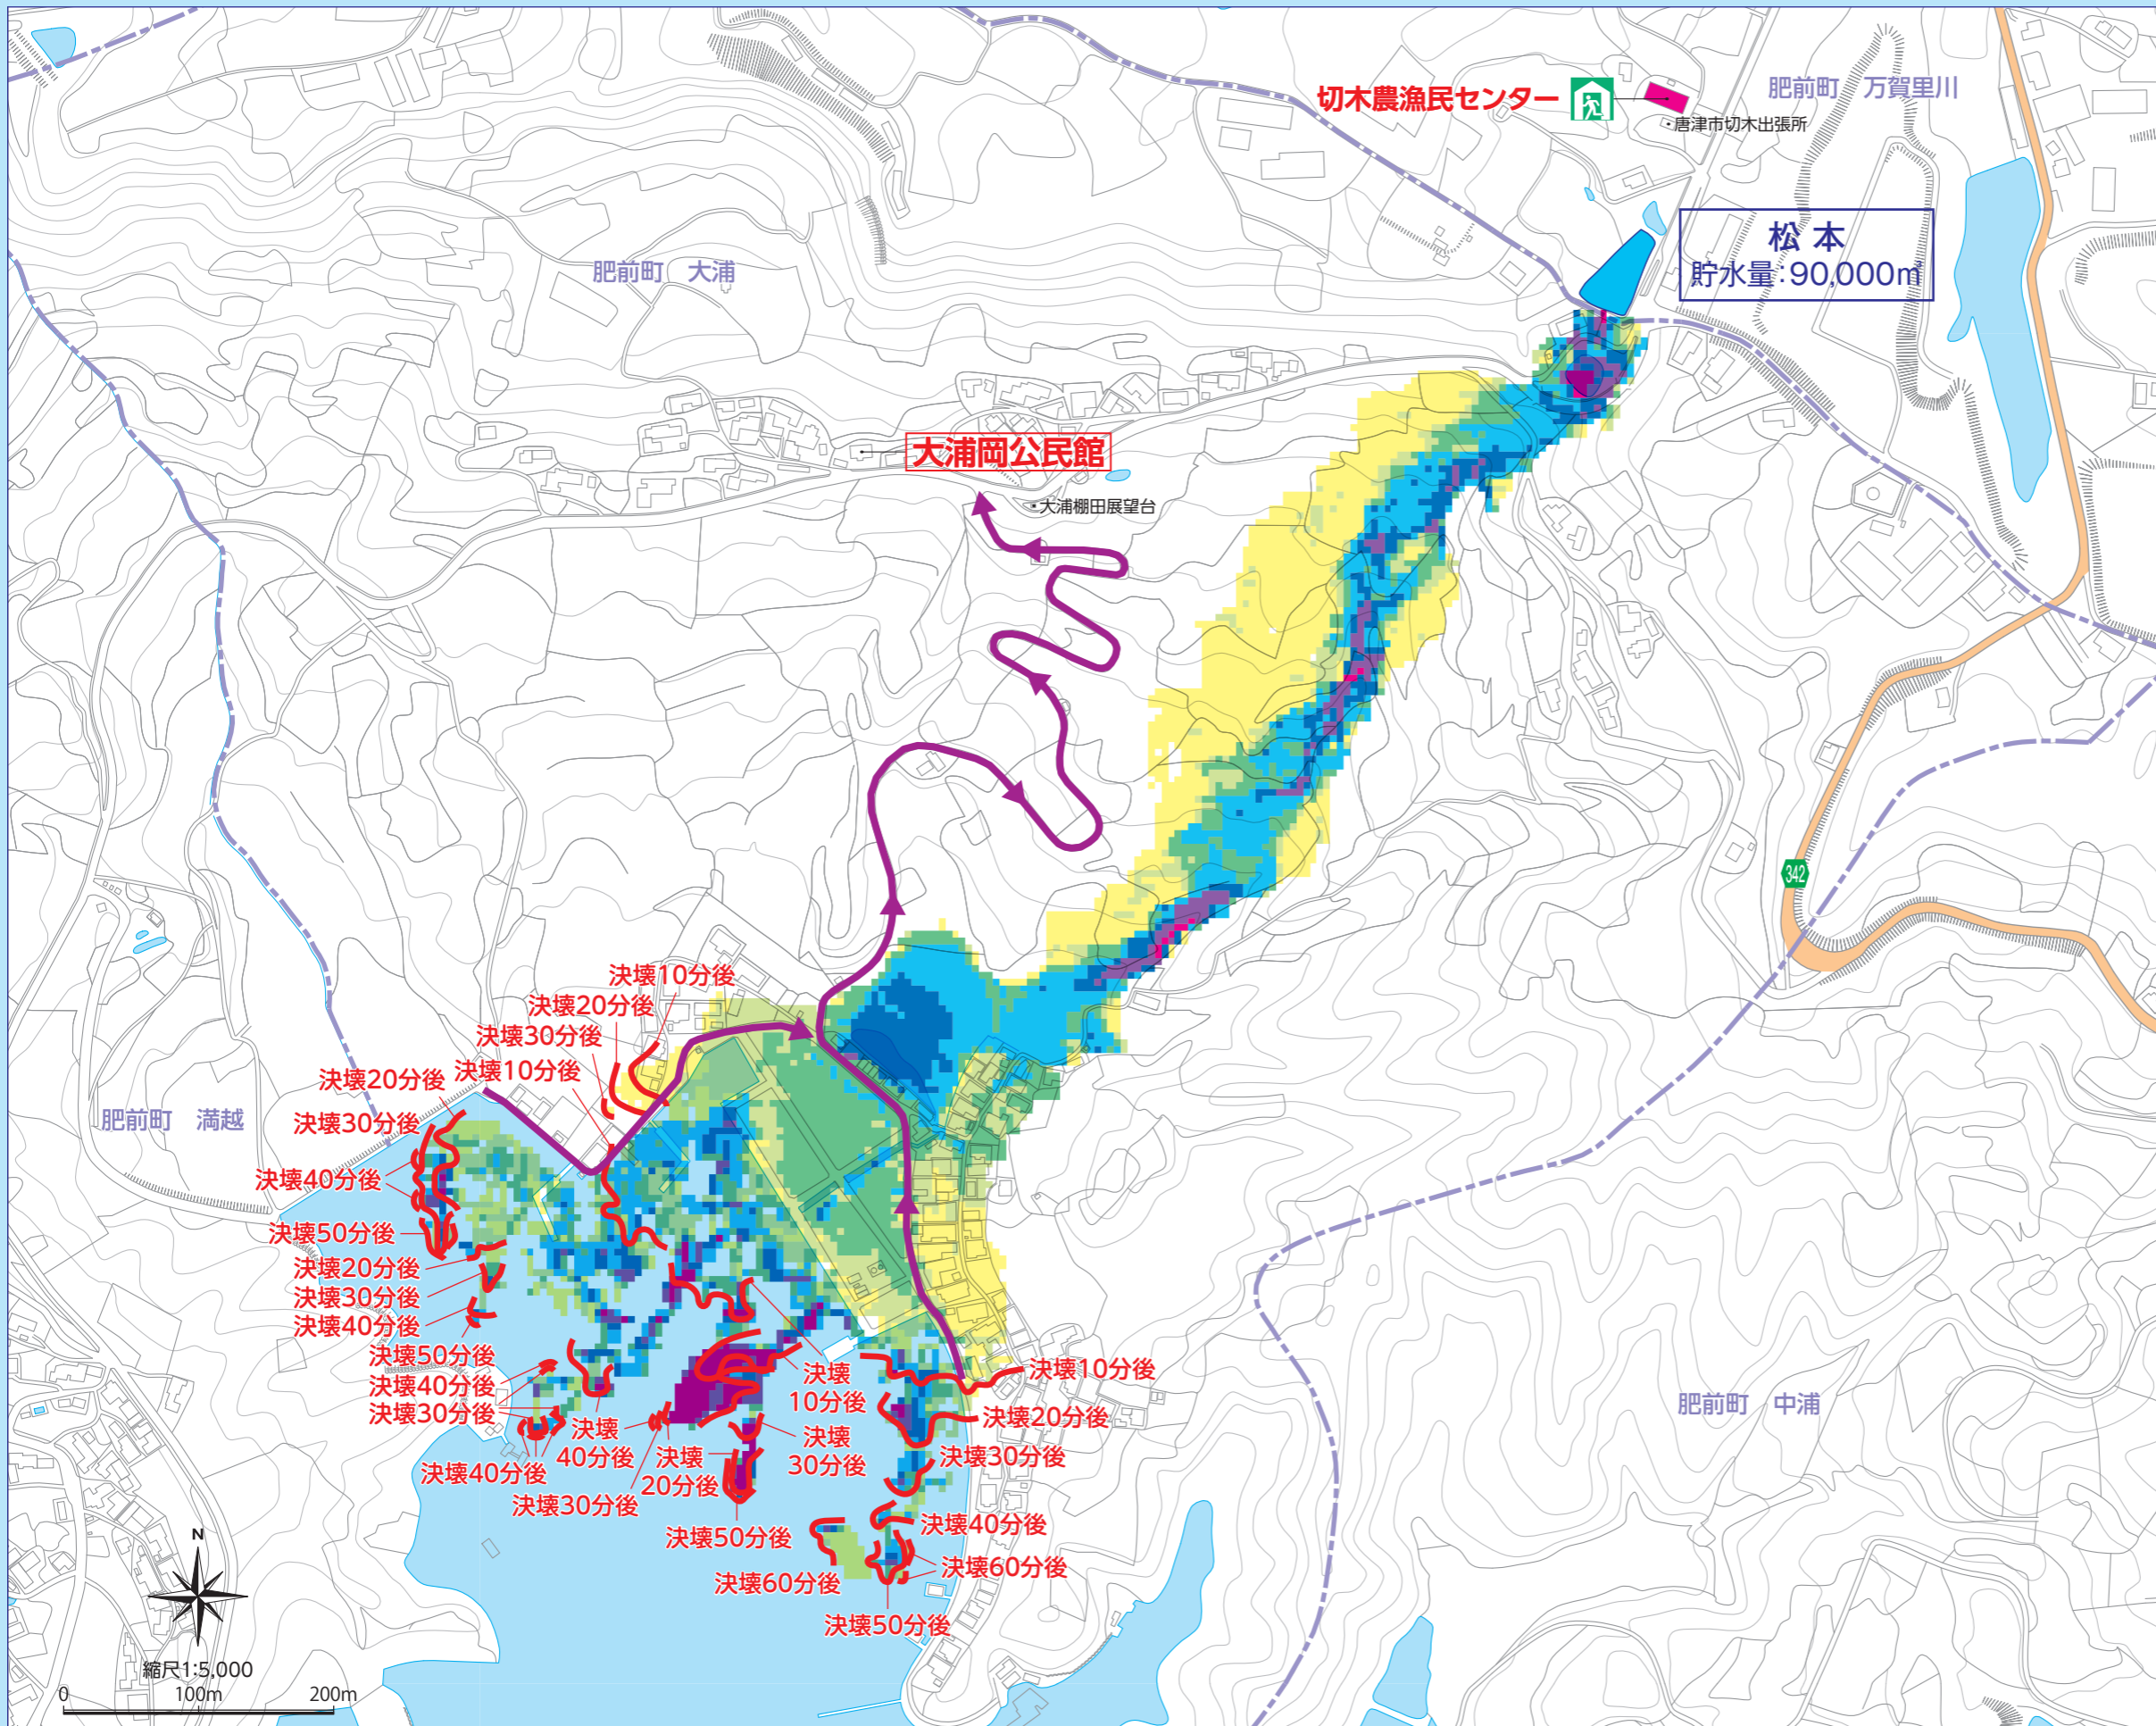 切木農漁民センター
肥前町 万賀里川
・唐津市切木出張所
松本
貯水量:90,000㎥
肥前町 大浦
大浦岡公民館
・大浦棚田展望台
342
決壊10分後
決壊20分後
決壊30分後
決壊10分後
決壊20分後
肥前町 満越
決壊30分後
決壊40分後
決壊50分後
決壊20分後
決壊30分後
決壊40分後
決壊50分後
決壊40分後
決壊30分後
決壊40分後
決壊
40分後
決壊30分後
決壊
20分後
決壊50分後
決壊
10分後
決壊
30分後
決壊10分後
決壊20分後
決壊30分後
決壊40分後
決壊60分後
決壊60分後
決壊50分後
肥前町 中浦
N
縮尺1:5,000
0 100m 200m